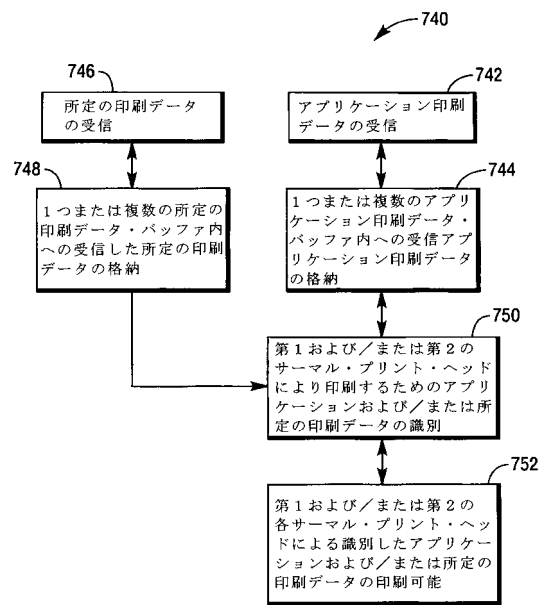 740
746
所定の印刷データ
の受信
742
アプリケーション印刷
データの受信
748
1つまたは複数の所定の
印刷データ・バッファ内
への受信した所定の印刷
データの格納
744
1つまたは複数のアプリ
ケーション印刷データ・
バッファ内への受信アプ
リケーション印刷データ
の格納
750
第1および/または第2の
サーマル・プリント・ヘッド
により印刷するためのアプリ
ケーションおよび/または所
定の印刷データの識別
752
第1および/または第2の
各サーマル・プリント・ヘッ
ドによる識別したアプリケー
ションおよび/または所定の
印刷データの印刷可能